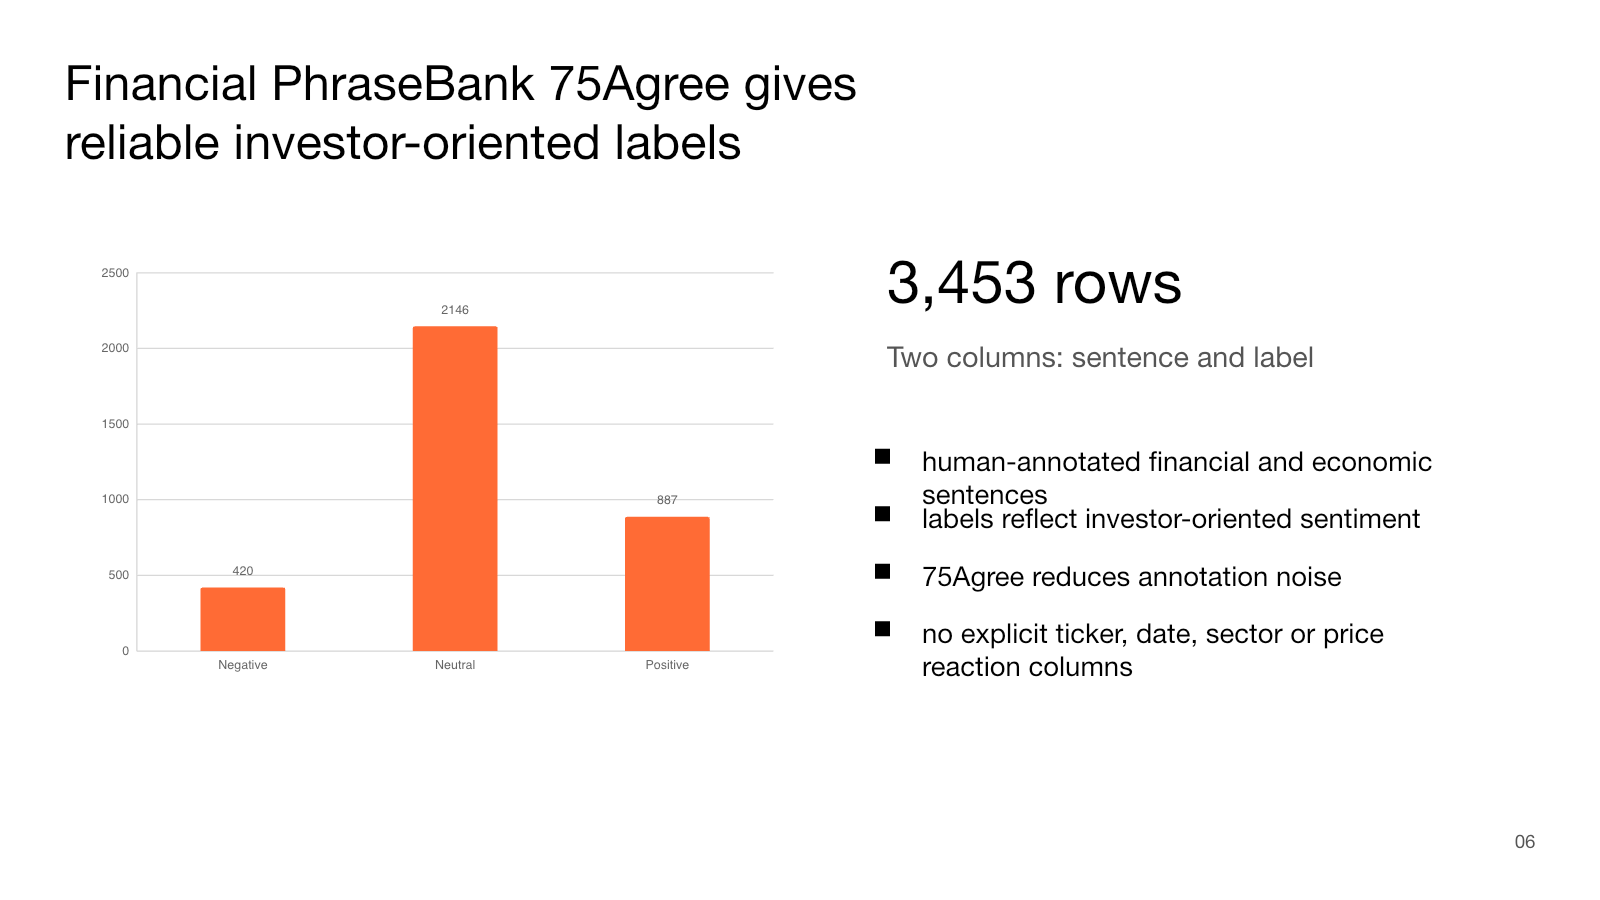 Financial PhraseBank 75Agree gives
reliable investor-oriented labels
2500
2000
1500
1000
500
0
420
2146
887
Negative
Neutral
Positive
3,453 rows
Two columns: sentence and label
human-annotated financial and economic
sentences
labels reflect investor-oriented sentiment
75Agree reduces annotation noise
no explicit ticker, date, sector or price
reaction columns
06